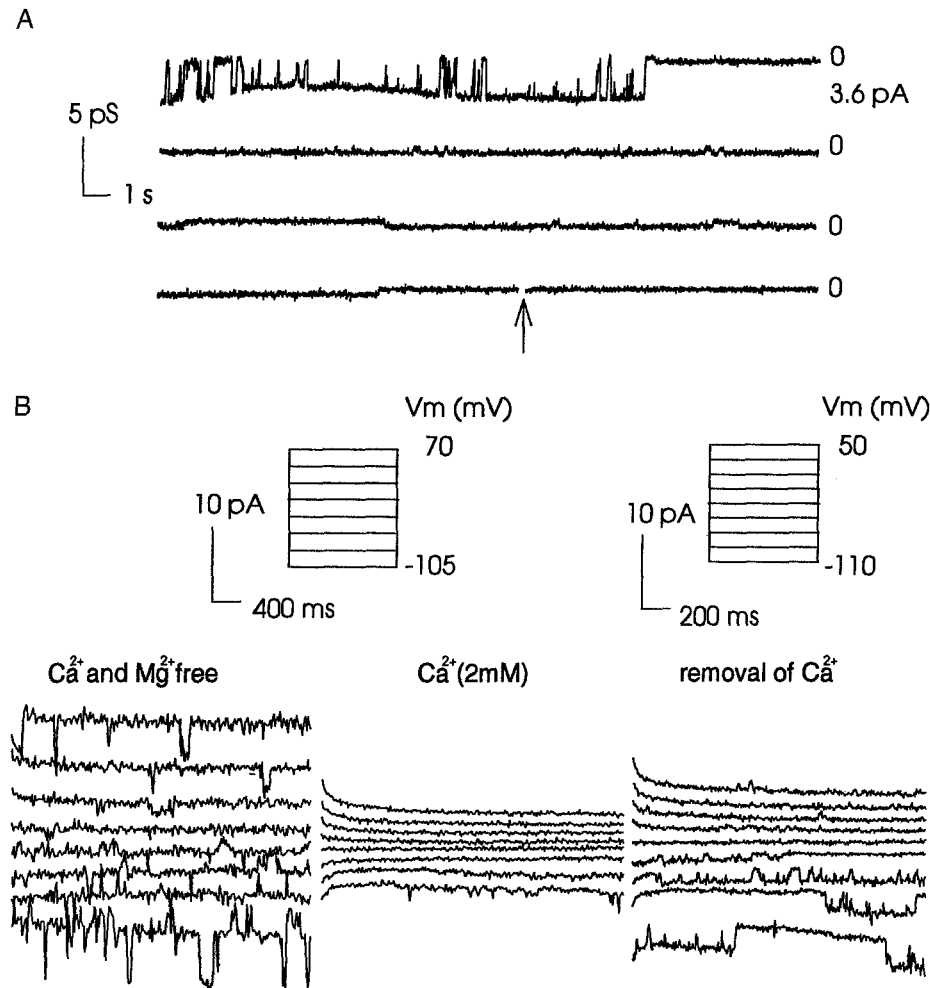 A
0
3.6 pA
5 pS
0
1 s
0
0
B
Vm (mV)
70
10 pA
-105
400 ms
Vm (mV)
50
10 pA
-110
200 ms
Ca²⁺ and Mg²⁺ free
Ca²⁺ (2mM)
removal of Ca²⁺